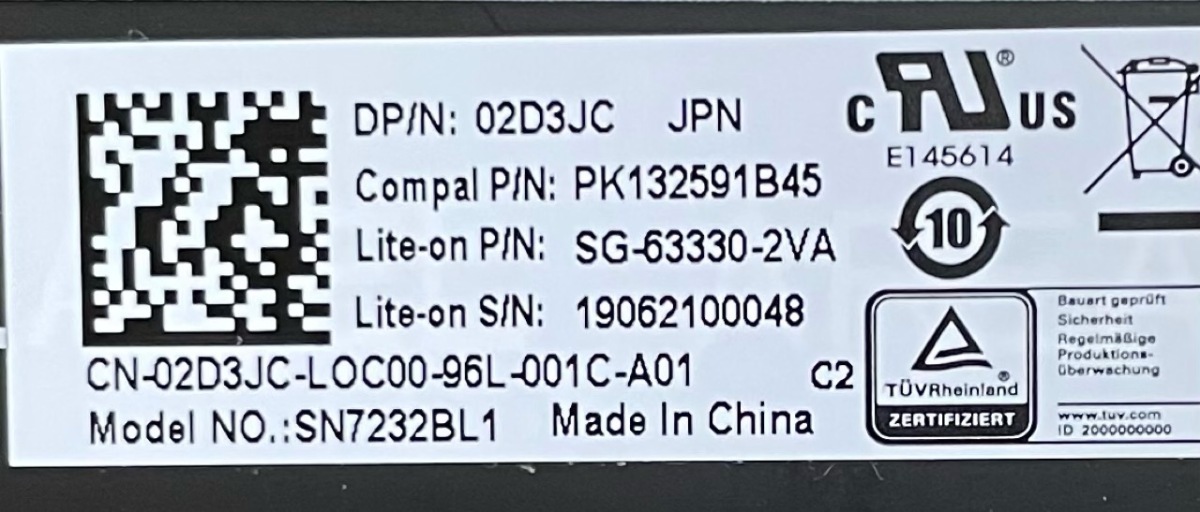 DP/N: 02D3JC JPN
Compal P/N: PK132591B45
Lite-on P/N: SG-63330-2VA
Lite-on S/N: 19062100048
CN-02D3JC-LOC00-96L-001C-A01 C2
Model NO.:SN7232BL1 Made In China
C RU US ®
E145614
10
TÜVRheinland ®
ZERTIFIZIERT
Bauart geprüft
Sicherheit
Regelmäßige
Produktions-
überwachung
www.tuv.com
ID 2000000000